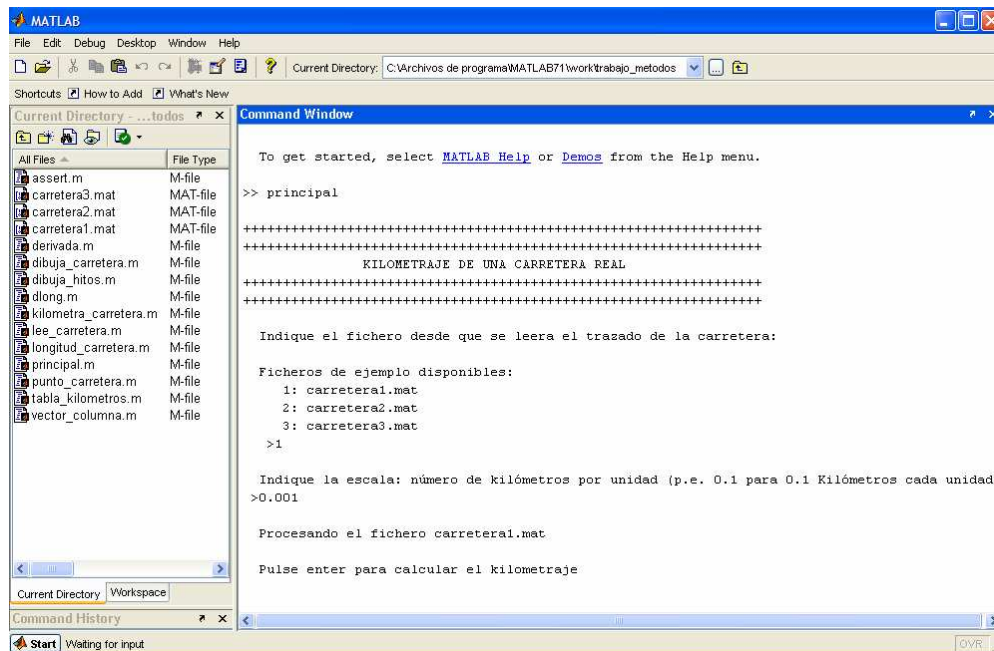 MATLAB
File Edit Debug Desktop Window Help
Current Directory: C:\Archivos de programa\MATLAB71\work\trabajo_metodos
Shortcuts How to Add What's New
Current Directory - ...todos
All Files File Type
assert.m M-file
carretera3.mat MAT-file
carretera2.mat MAT-file
carretera1.mat MAT-file
derivada.m M-file
dibuja_carretera.m M-file
dibuja_hitos.m M-file
dlong.m M-file
kilometra_carretera.m M-file
lee_carretera.m M-file
longitud_carretera.m M-file
principal.m M-file
punto_carretera.m M-file
tabla_kilometros.m M-file
vector_columna.m M-file
Current Directory Workspace
Command History
Command Window
To get started, select MATLAB Help or Demos from the Help menu.
>> principal
+++++++++++++++++++++++++++++++++++++++++++++++++++++++++++++++++
+++++++++++++++++++++++++++++++++++++++++++++++++++++++++++++++++
KILOMETRAJE DE UNA CARRETERA REAL
+++++++++++++++++++++++++++++++++++++++++++++++++++++++++++++++++
+++++++++++++++++++++++++++++++++++++++++++++++++++++++++++++++++
Indique el fichero desde que se leera el trazado de la carretera:
Ficheros de ejemplo disponibles:
1: carretera1.mat
2: carretera2.mat
3: carretera3.mat
>1
Indique la escala: número de kilómetros por unidad (p.e. 0.1 para 0.1 Kilómetros cada unidad
>0.001
Procesando el fichero carretera1.mat
Pulse enter para calcular el kilometraje
Start Waiting for input
OVR